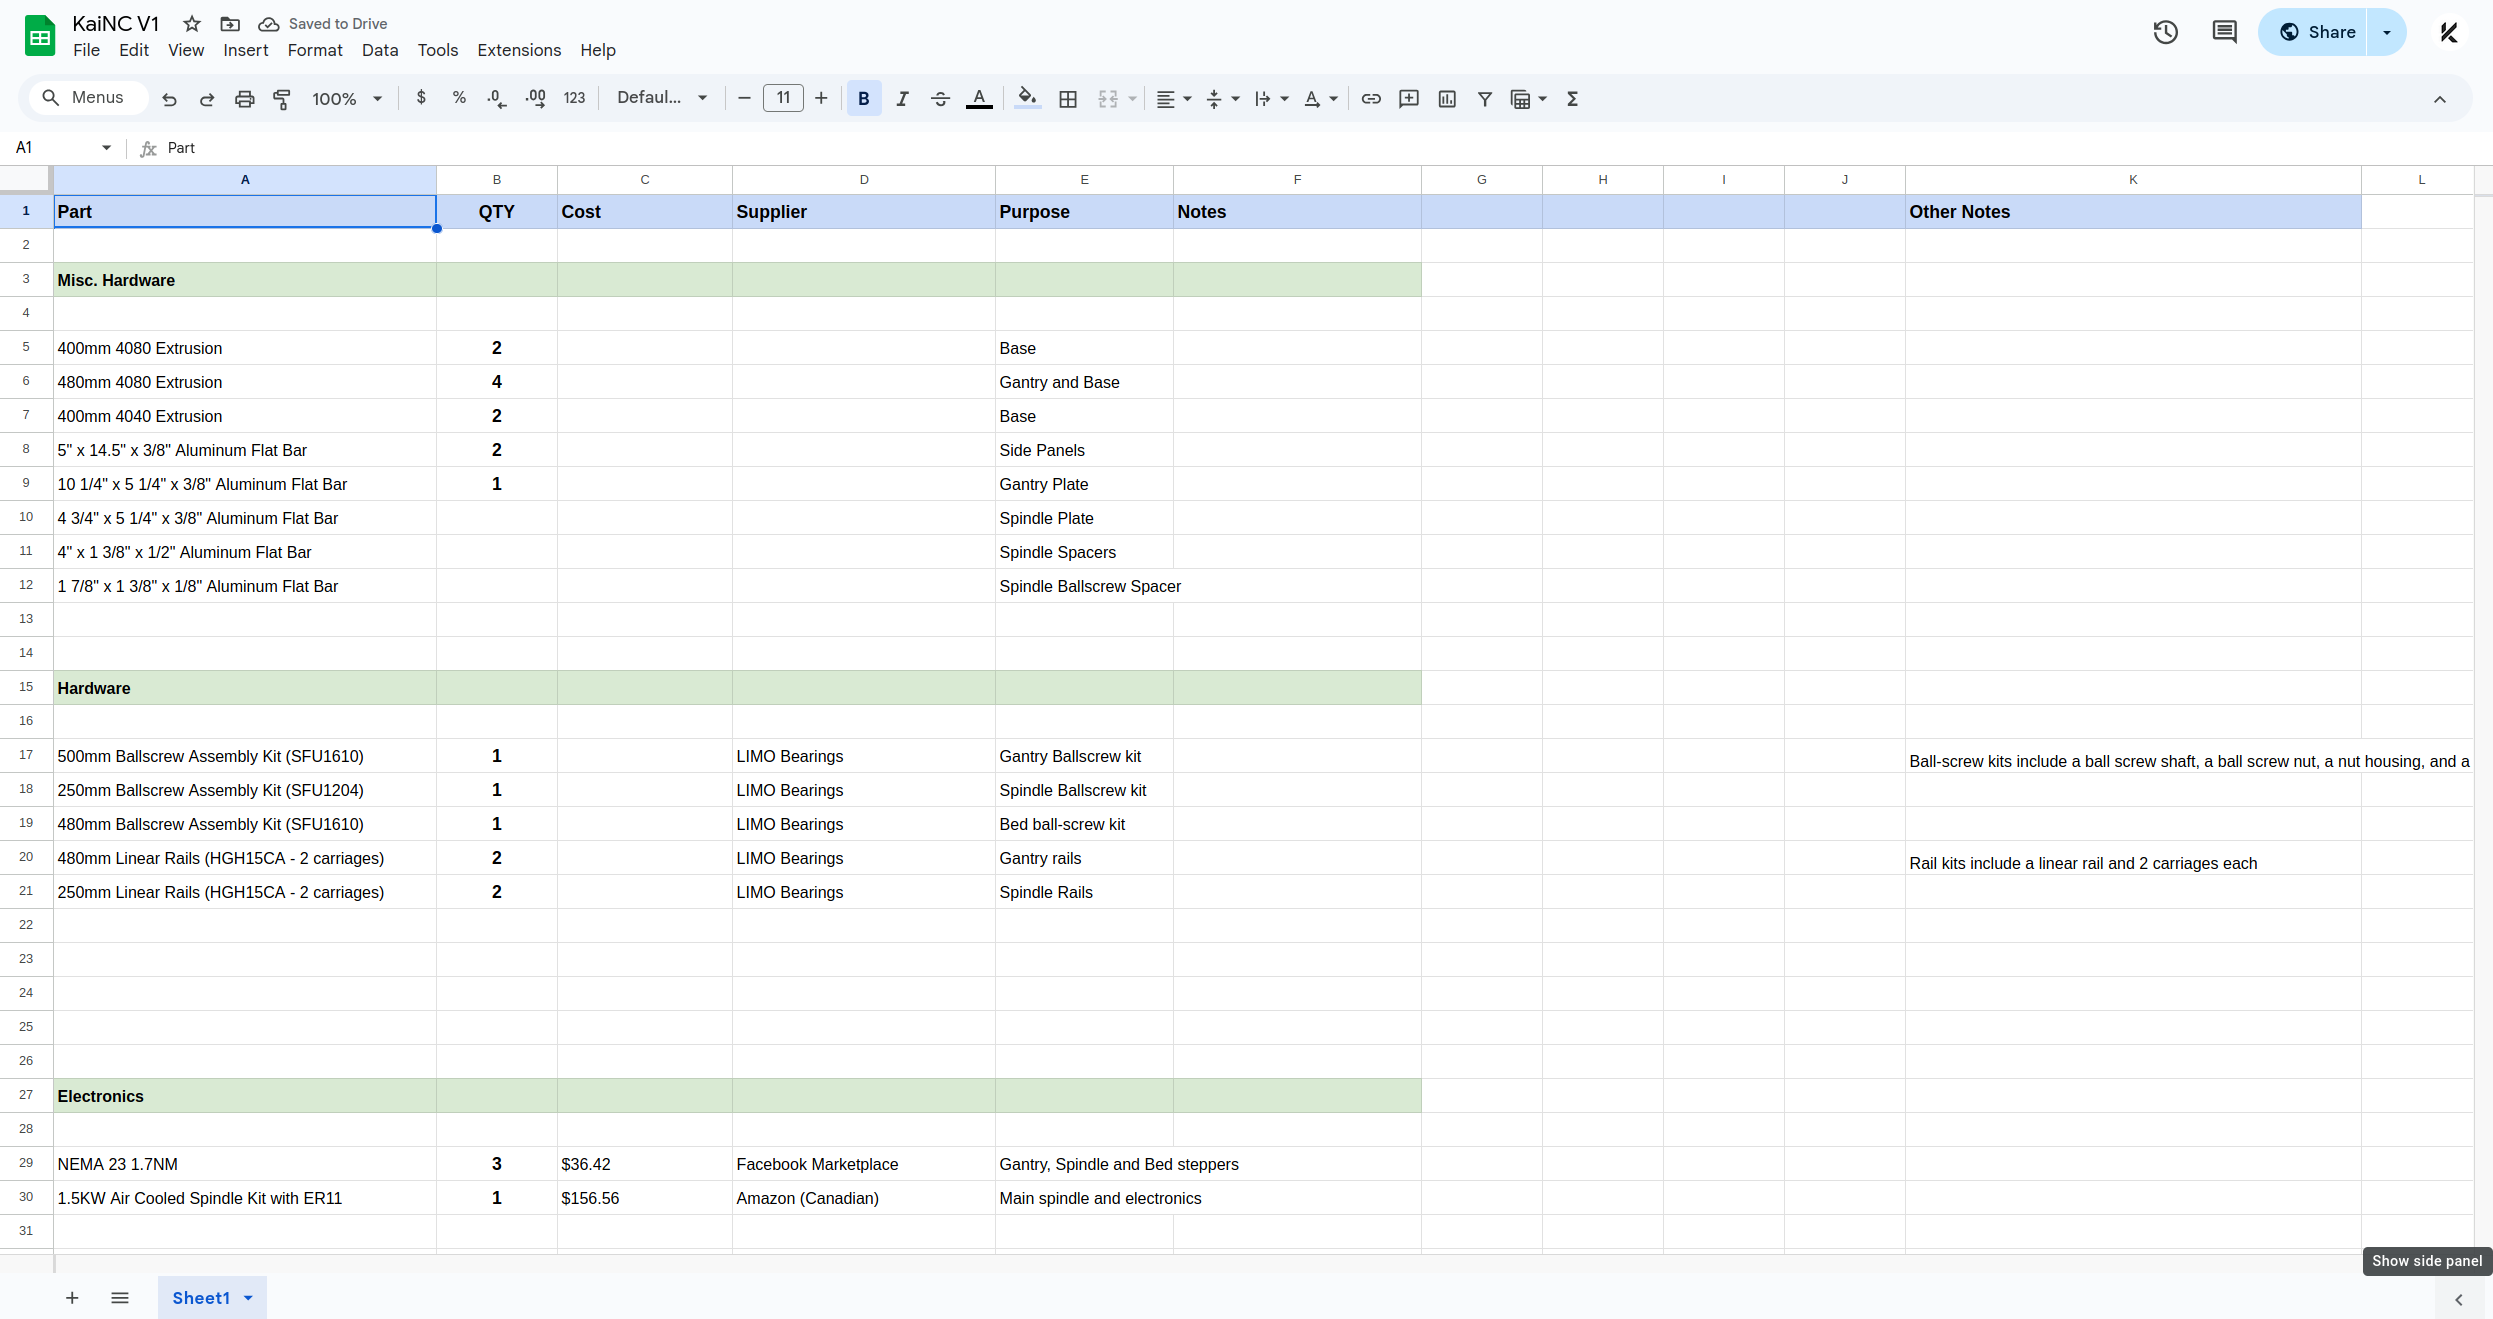 KaiNC V1 Saved to Drive
File Edit View Insert Format Data Tools Extensions Help
Share
Menus 100% $ % .0 .00 123 Defaul... 11 B I A
A1 fx Part
A B C D E F G H I J K L
1 Part QTY Cost Supplier Purpose Notes Other Notes
2
3 Misc. Hardware
4
5 400mm 4080 Extrusion 2 Base
6 480mm 4080 Extrusion 4 Gantry and Base
7 400mm 4040 Extrusion 2 Base
8 5" x 14.5" x 3/8" Aluminum Flat Bar 2 Side Panels
9 10 1/4" x 5 1/4" x 3/8" Aluminum Flat Bar 1 Gantry Plate
10 4 3/4" x 5 1/4" x 3/8" Aluminum Flat Bar Spindle Plate
11 4" x 1 3/8" x 1/2" Aluminum Flat Bar Spindle Spacers
12 1 7/8" x 1 3/8" x 1/8" Aluminum Flat Bar Spindle Ballscrew Spacer
13
14
15 Hardware
16
17 500mm Ballscrew Assembly Kit (SFU1610) 1 LIMO Bearings Gantry Ballscrew kit Ball-screw kits include a ball screw shaft, a ball screw nut, a nut housing, and a
18 250mm Ballscrew Assembly Kit (SFU1204) 1 LIMO Bearings Spindle Ballscrew kit
19 480mm Ballscrew Assembly Kit (SFU1610) 1 LIMO Bearings Bed ball-screw kit
20 480mm Linear Rails (HGH15CA - 2 carriages) 2 LIMO Bearings Gantry rails Rail kits include a linear rail and 2 carriages each
21 250mm Linear Rails (HGH15CA - 2 carriages) 2 LIMO Bearings Spindle Rails
22
23
24
25
26
27 Electronics
28
29 NEMA 23 1.7NM 3 $36.42 Facebook Marketplace Gantry, Spindle and Bed steppers
30 1.5KW Air Cooled Spindle Kit with ER11 1 $156.56 Amazon (Canadian) Main spindle and electronics
31
Show side panel
Sheet1